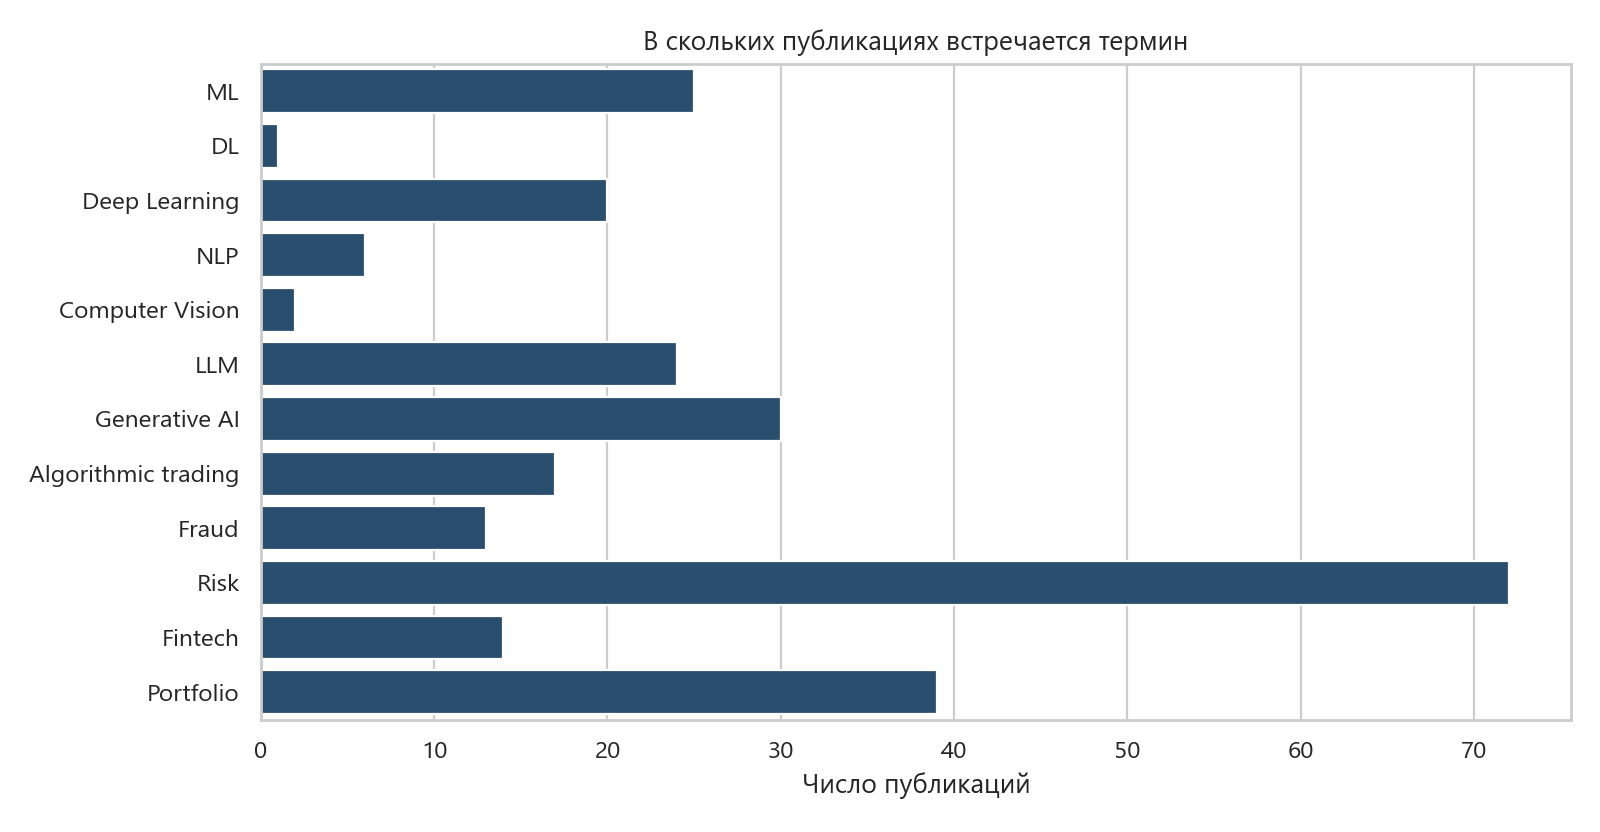 В скольких публикациях встречается термин
ML
DL
Deep Learning
NLP
Computer Vision
LLM
Generative AI
Algorithmic trading
Fraud
Risk
Fintech
Portfolio
0 10 20 30 40 50 60 70
Число публикаций